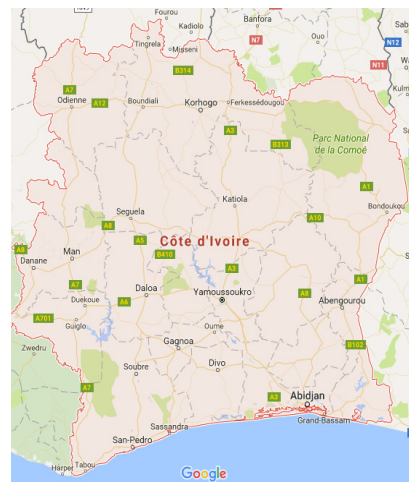 Fourou
Kadiolo
Banfora
N7
Ouo
N12
N11
Tingrela
Misseni
B314
A7
Odienne
A12
Boundiali
Korhogo
Ferkessédougou
A3
B313
Parc National
de la Comoé
A1
Bondoukou
Katiola
Seguela
A10
A8
A5
Côte d'Ivoire
A8
Man
B410
Danane
A3
A1
A7
Daloa
Yamoussoukro
A8
Duekoue
A6
Abengourou
A701
Guiglo
Oume
Zwedru
Gagnoa
B102
Divo
Soubre
A7
A3
Abidjan
Sassandra
Grand-Bassam
San-Pedro
Harper
Tabou
Google